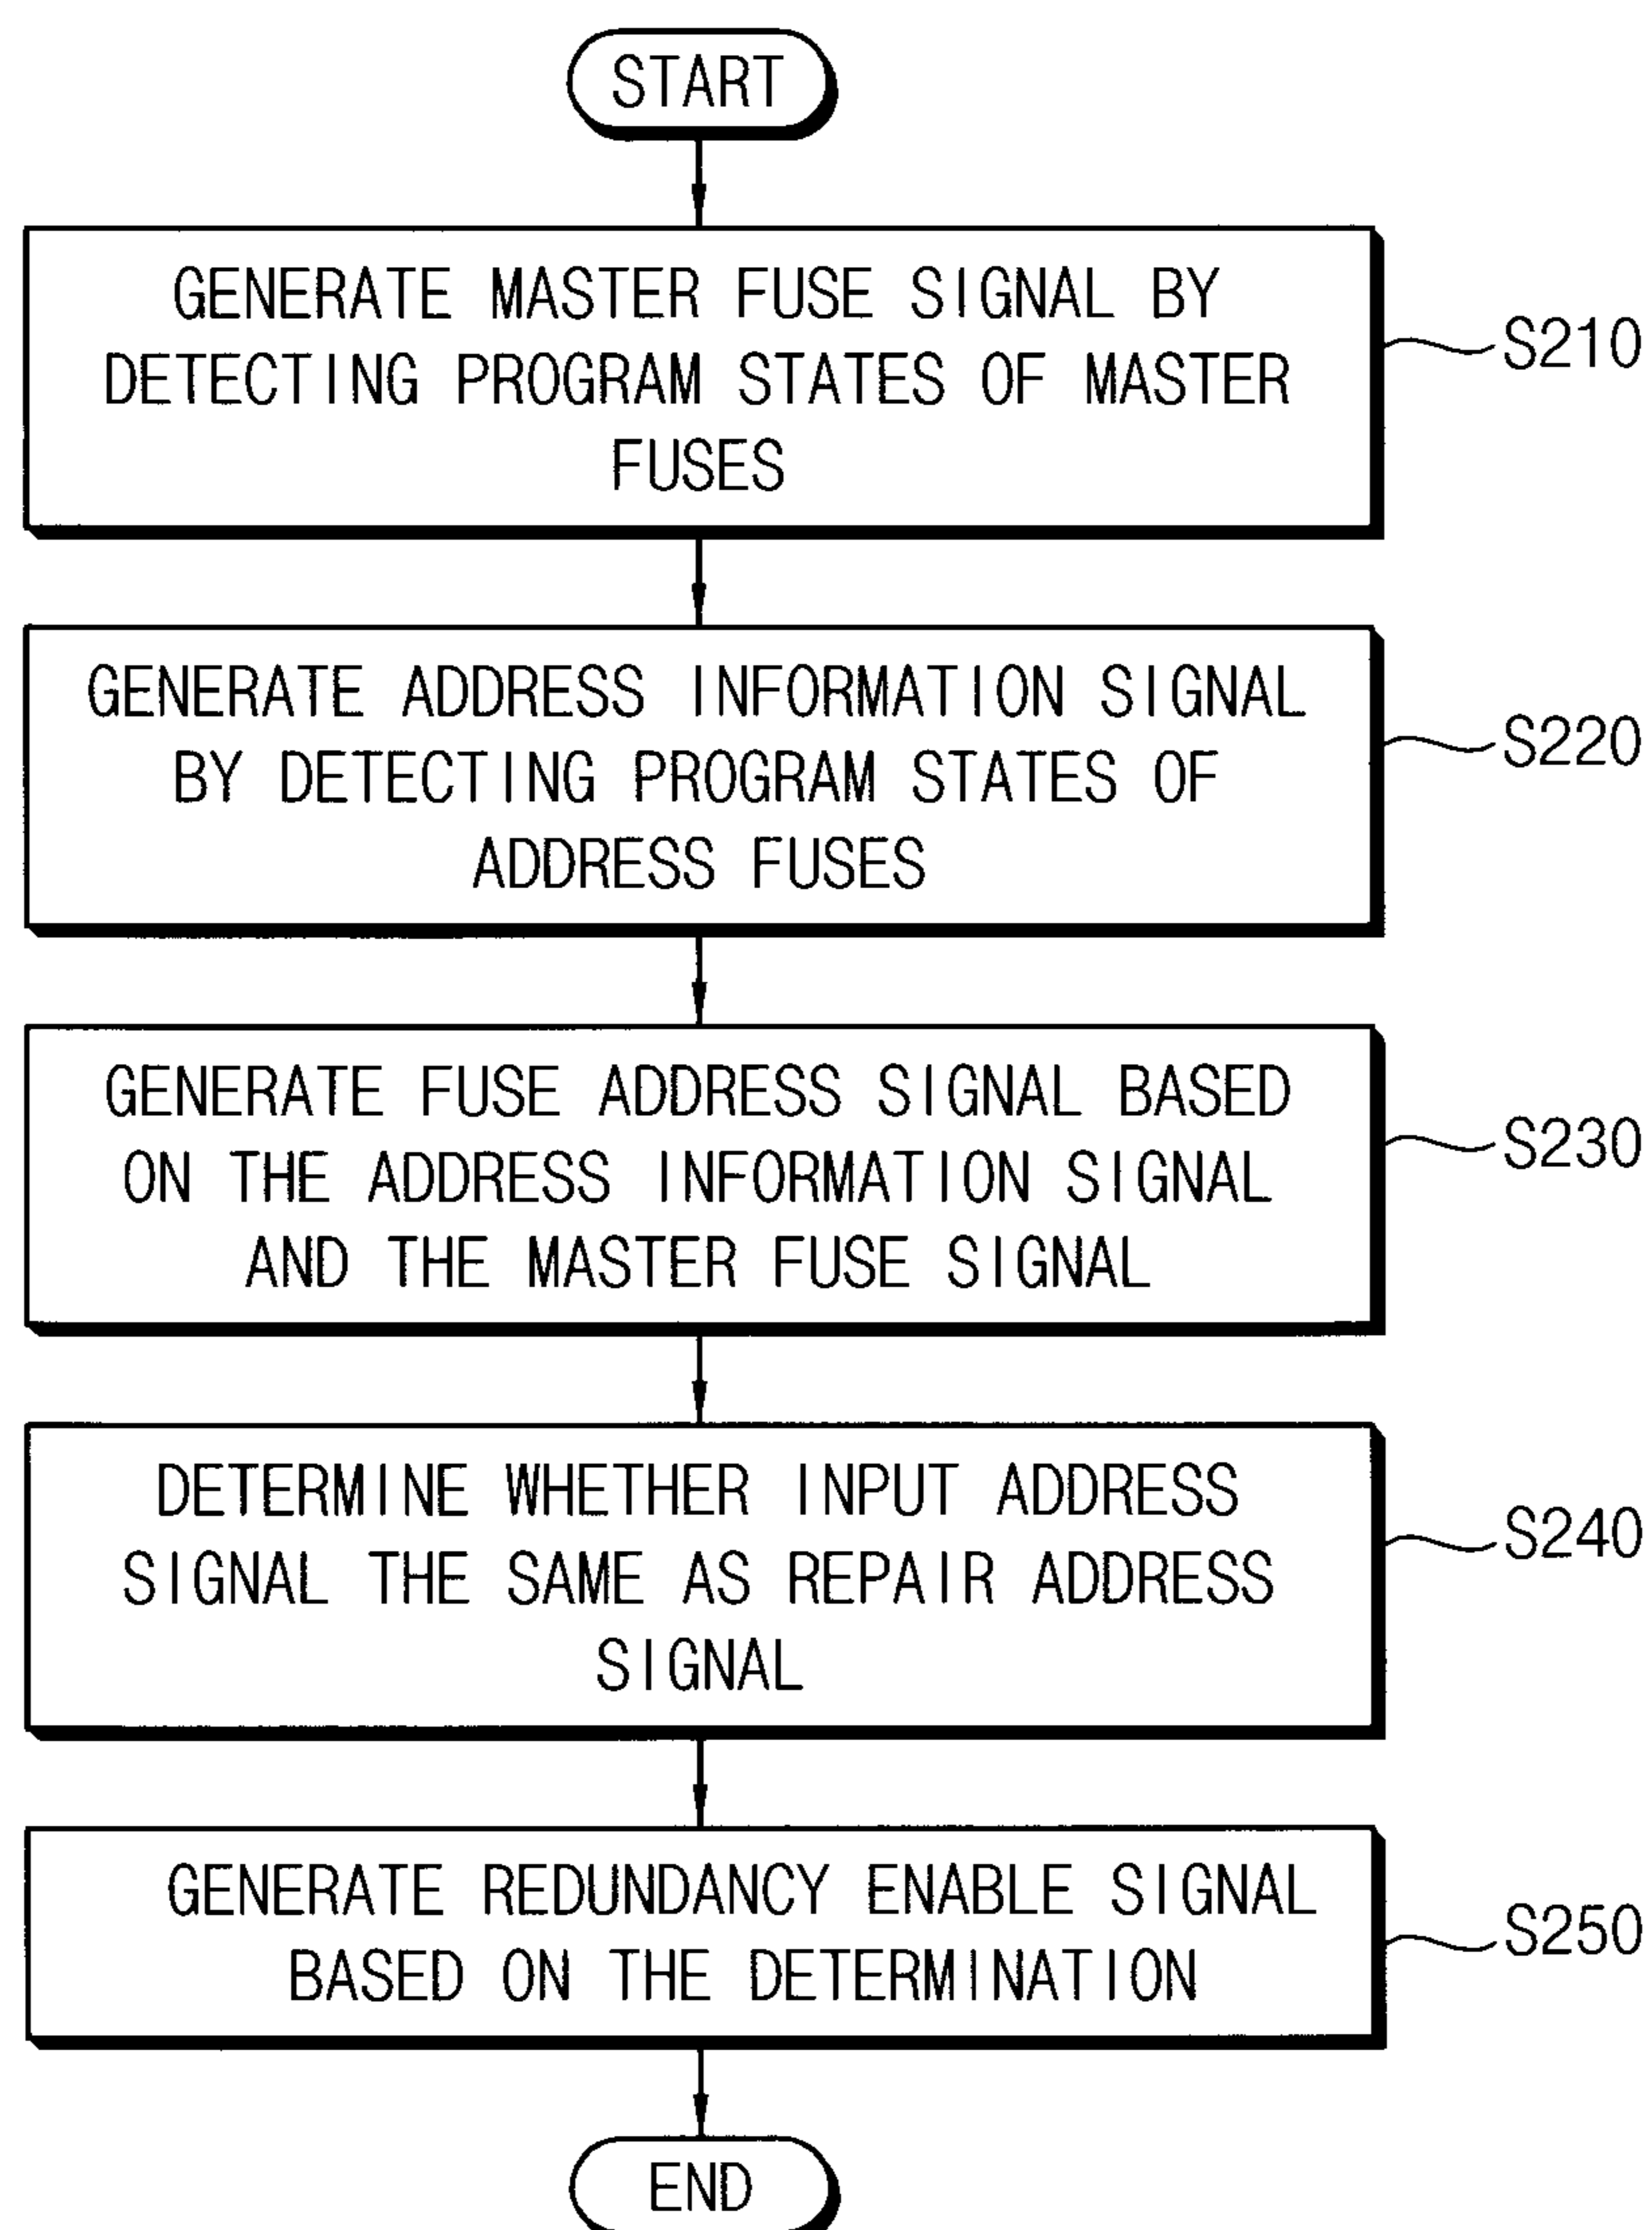 START
GENERATE MASTER FUSE SIGNAL BY
DETECTING PROGRAM STATES OF MASTER
FUSES
S210
GENERATE ADDRESS INFORMATION SIGNAL
BY DETECTING PROGRAM STATES OF
ADDRESS FUSES
S220
GENERATE FUSE ADDRESS SIGNAL BASED
ON THE ADDRESS INFORMATION SIGNAL
AND THE MASTER FUSE SIGNAL
S230
DETERMINE WHETHER INPUT ADDRESS
SIGNAL THE SAME AS REPAIR ADDRESS
SIGNAL
S240
GENERATE REDUNDANCY ENABLE SIGNAL
BASED ON THE DETERMINATION
S250
END